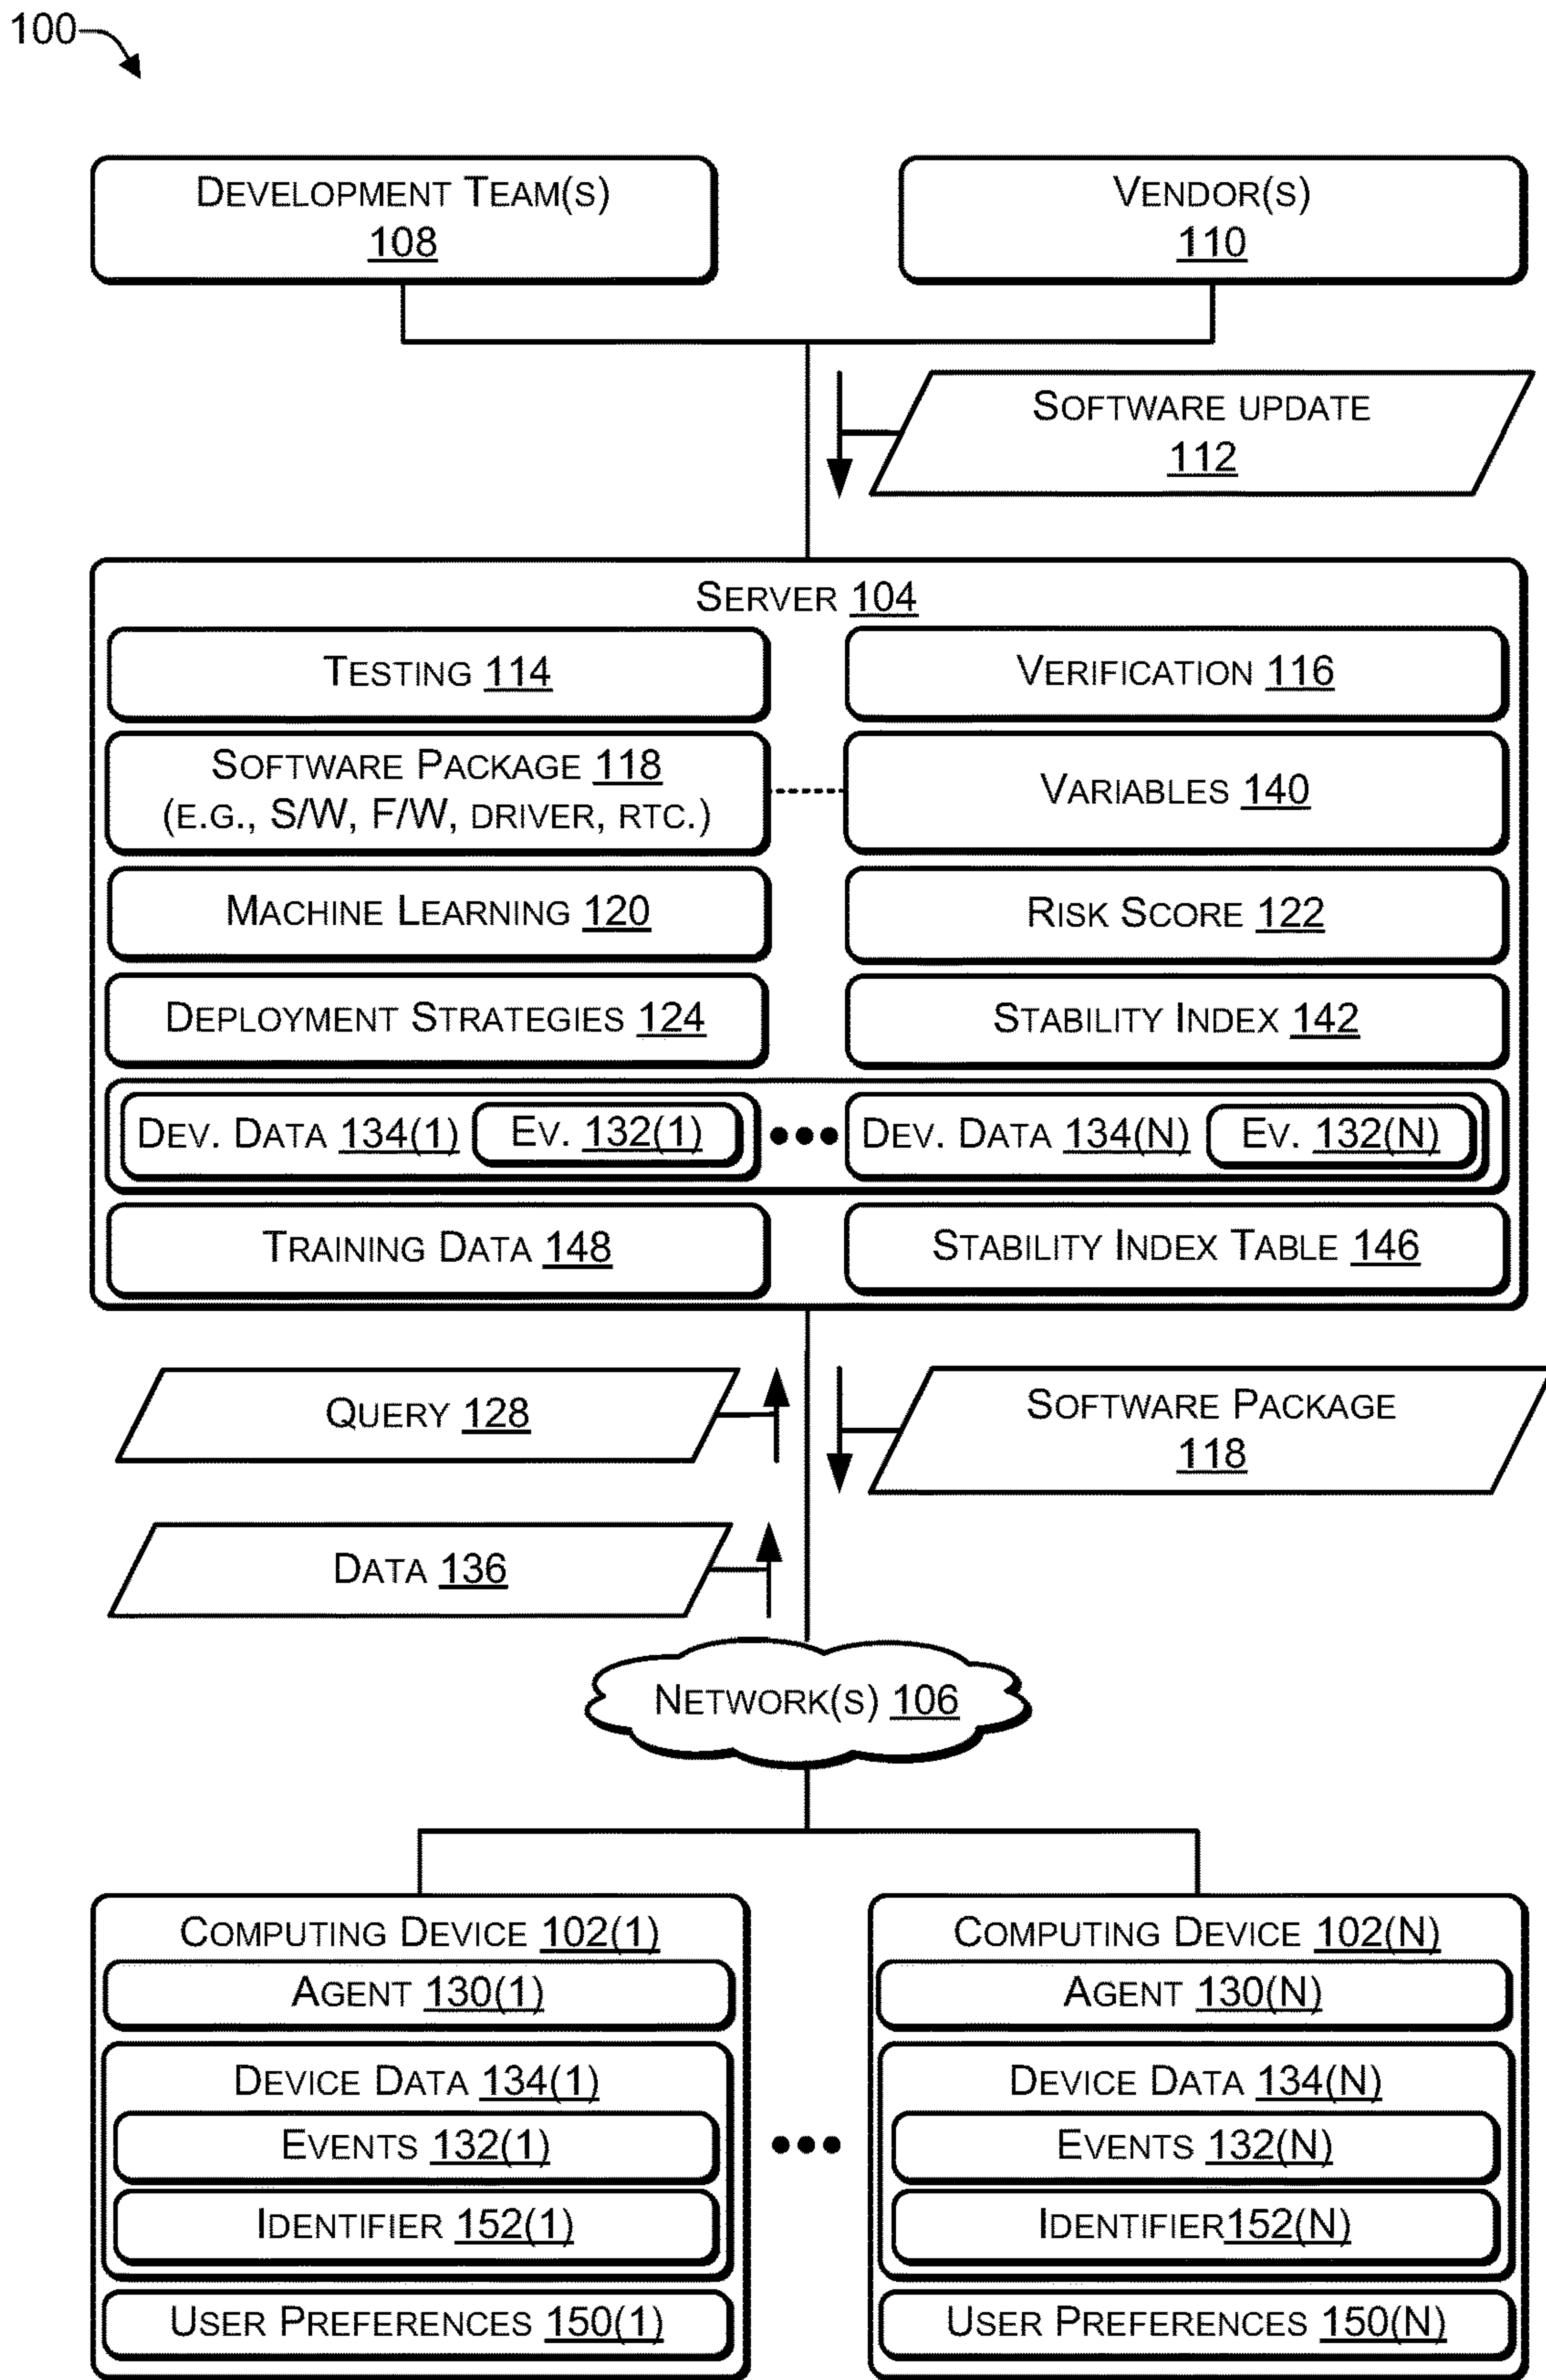 100
DEVELOPMENT TEAM(S)
108
VENDOR(S)
110
SOFTWARE UPDATE
112
SERVER 104
TESTING 114
VERIFICATION 116
SOFTWARE PACKAGE 118
(E.G., S/W, F/W, DRIVER, RTC.)
VARIABLES 140
MACHINE LEARNING 120
RISK SCORE 122
DEPLOYMENT STRATEGIES 124
STABILITY INDEX 142
DEV. DATA 134(1)
EV. 132(1)
DEV. DATA 134(N)
EV. 132(N)
TRAINING DATA 148
STABILITY INDEX TABLE 146
QUERY 128
SOFTWARE PACKAGE
118
DATA 136
NETWORK(S) 106
COMPUTING DEVICE 102(1)
AGENT 130(1)
DEVICE DATA 134(1)
EVENTS 132(1)
IDENTIFIER 152(1)
USER PREFERENCES 150(1)
COMPUTING DEVICE 102(N)
AGENT 130(N)
DEVICE DATA 134(N)
EVENTS 132(N)
IDENTIFIER152(N)
USER PREFERENCES 150(N)